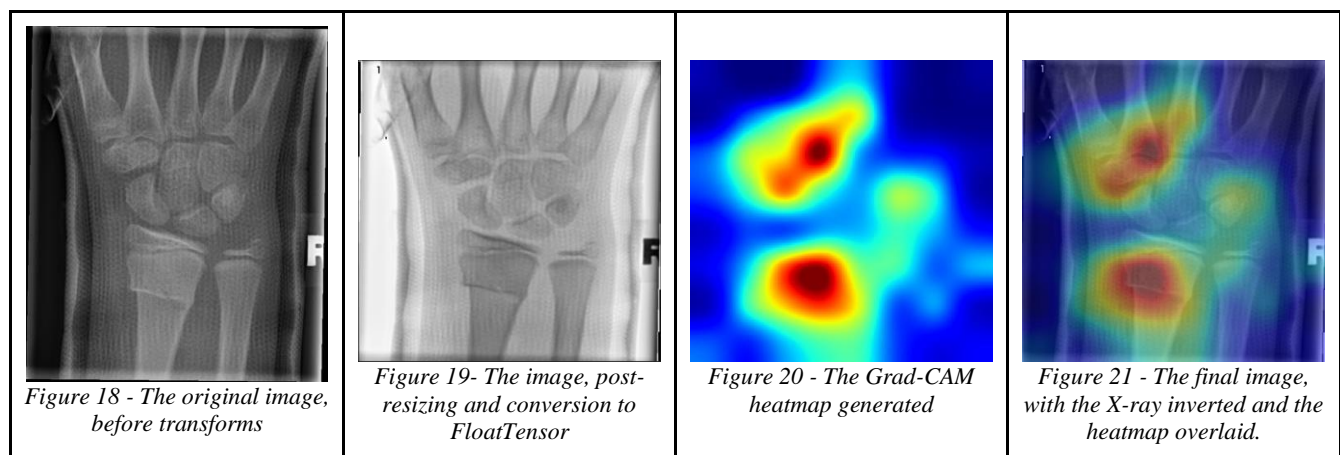 Figure 18 - The original image,
before transforms
Figure 19- The image, post-
resizing and conversion to
FloatTensor
Figure 20 - The Grad-CAM
heatmap generated
Figure 21 - The final image,
with the X-ray inverted and the
heatmap overlaid.